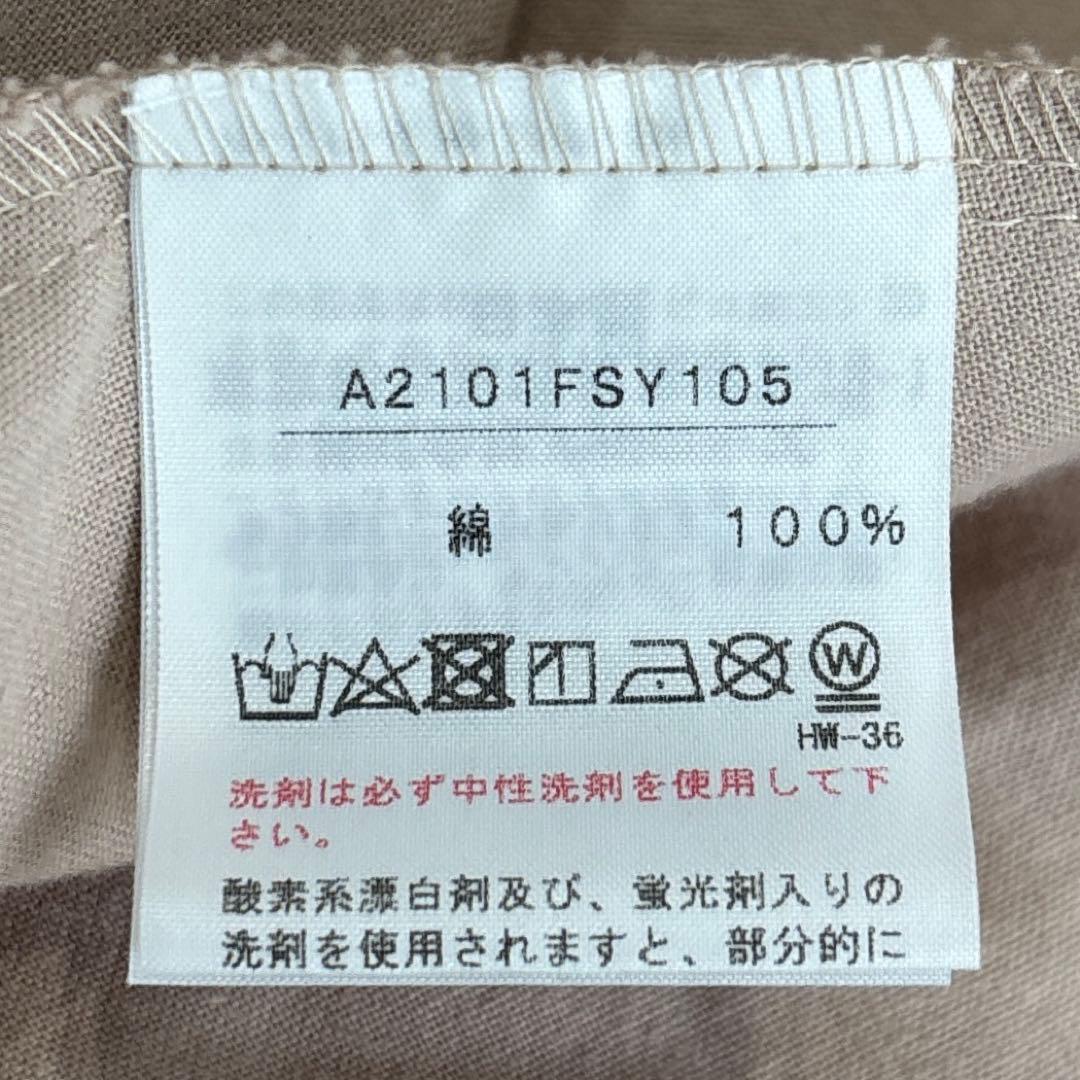 A2101FSY105
綿 100%
W
HW-36
洗剤は必ず中性洗剤を使用して下
さい。
酸素系漂白剤及び、蛍光剤入りの
洗剤を使用されますと、部分的に